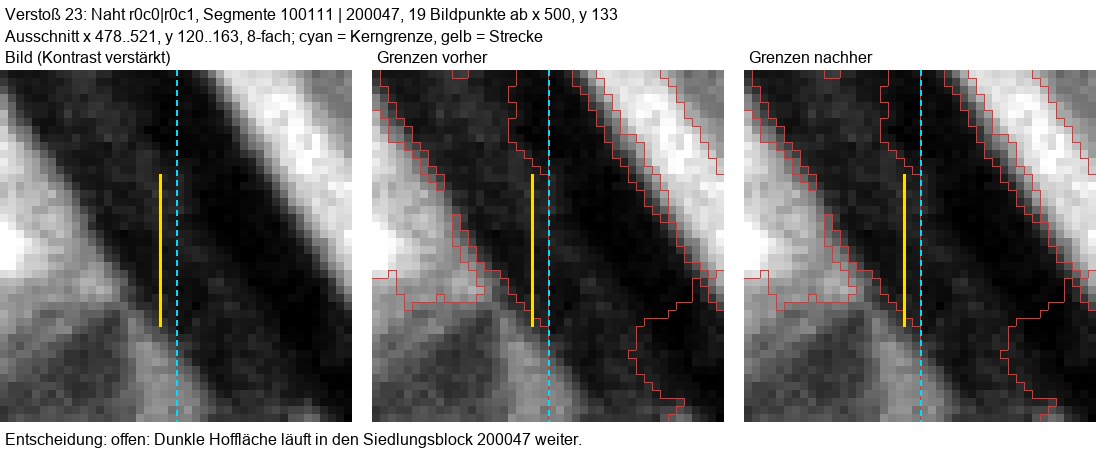 Verstoß 23: Naht r0c0|r0c1, Segmente 100111 | 200047, 19 Bildpunkte ab x 500, y 133
Ausschnitt x 478..521, y 120..163, 8-fach; cyan = Kerngrenze, gelb = Strecke
Bild (Kontrast verstärkt) Grenzen vorher Grenzen nachher
Entscheidung: offen: Dunkle Hoffläche läuft in den Siedlungsblock 200047 weiter.